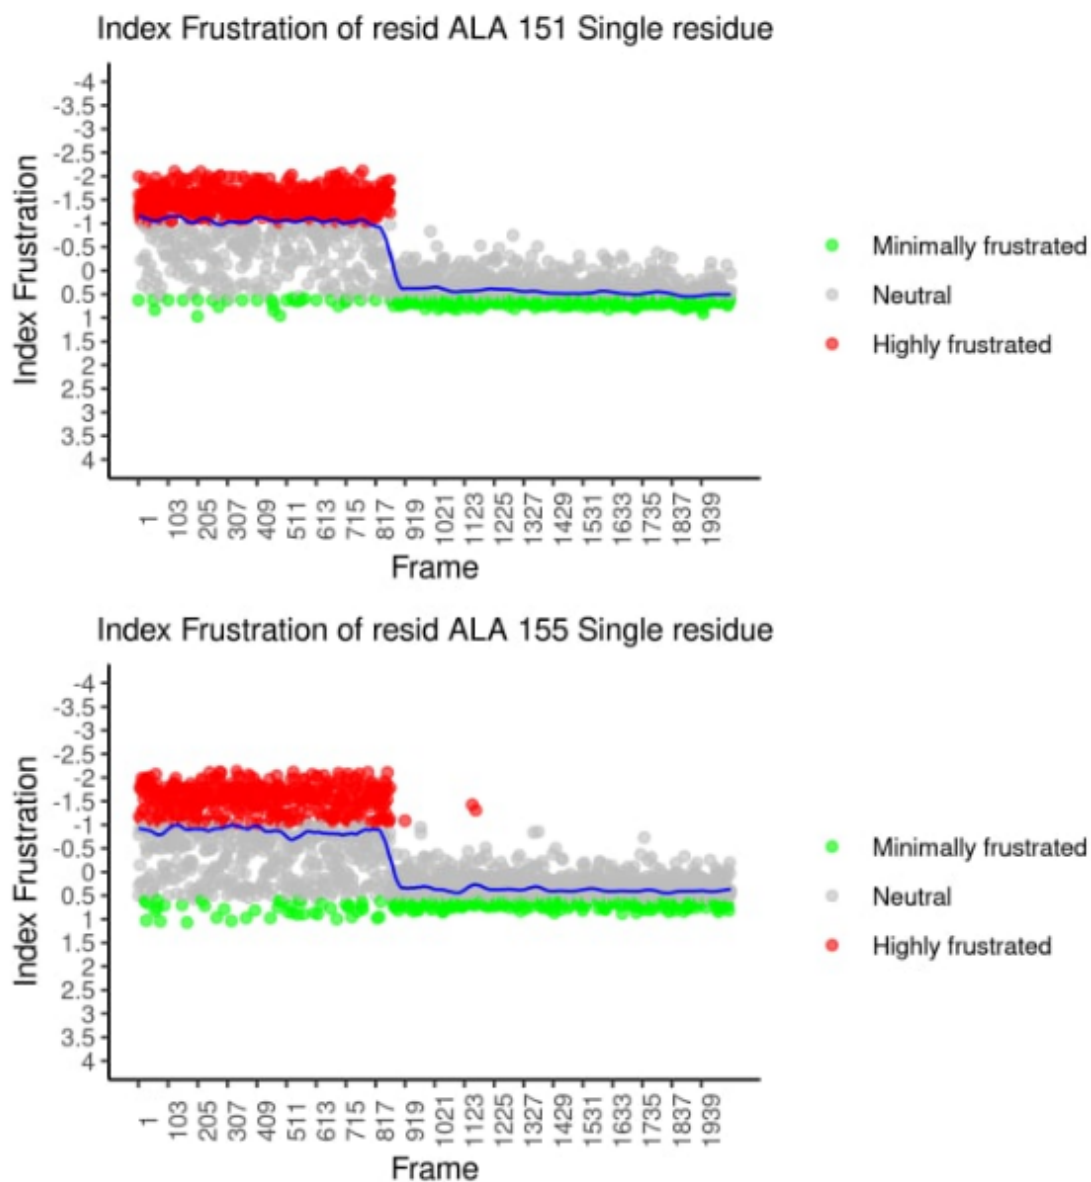 Index Frustration of resid ALA 151 Single residue
Index Frustration
-4
-3.5
-3
-2.5
-2
-1.5
-1
-0.5
0
0.5
1
1.5
2
2.5
3
3.5
4
1 103 205 307 409 511 613 715 817 919 1021 1123 1225 1327 1429 1531 1633 1735 1837 1939
Frame
Minimally frustrated
Neutral
Highly frustrated
Index Frustration of resid ALA 155 Single residue
Index Frustration
-4
-3.5
-3
-2.5
-2
-1.5
-1
-0.5
0
0.5
1
1.5
2
2.5
3
3.5
4
1 103 205 307 409 511 613 715 817 919 1021 1123 1225 1327 1429 1531 1633 1735 1837 1939
Frame
Minimally frustrated
Neutral
Highly frustrated